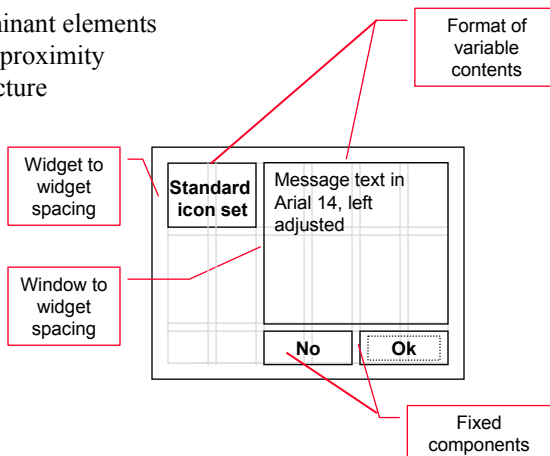 ninant elements
proximity
cture
Format of
variable
contents
Widget to
widget
spacing
Standard
icon set
Message text in
Arial 14, left
adjusted
Window to
widget
spacing
No
Ok
Fixed
components